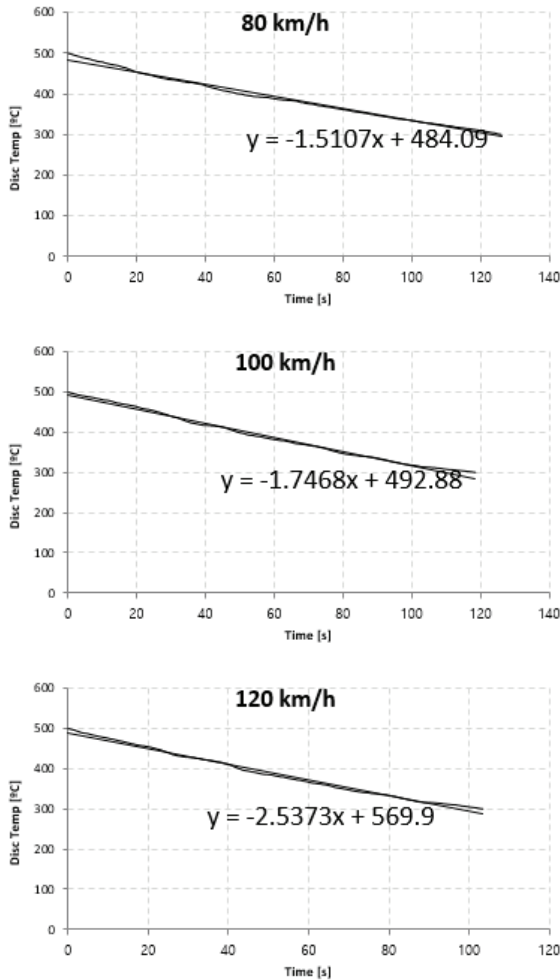 80 km/h
600
500
400
300
200
100
0
Disc Temp [ºC]
y = -1.5107x + 484.09
0 20 40 60 80 100 120 140
Time [s]
100 km/h
600
500
400
300
200
100
0
Disc Temp [ºC]
y = -1.7468x + 492.88
0 20 40 60 80 100 120 140
Time [s]
120 km/h
600
500
400
300
200
100
0
Disc Temp [ºC]
y = -2.5373x + 569.9
0 20 40 60 80 100 120
Time [s]